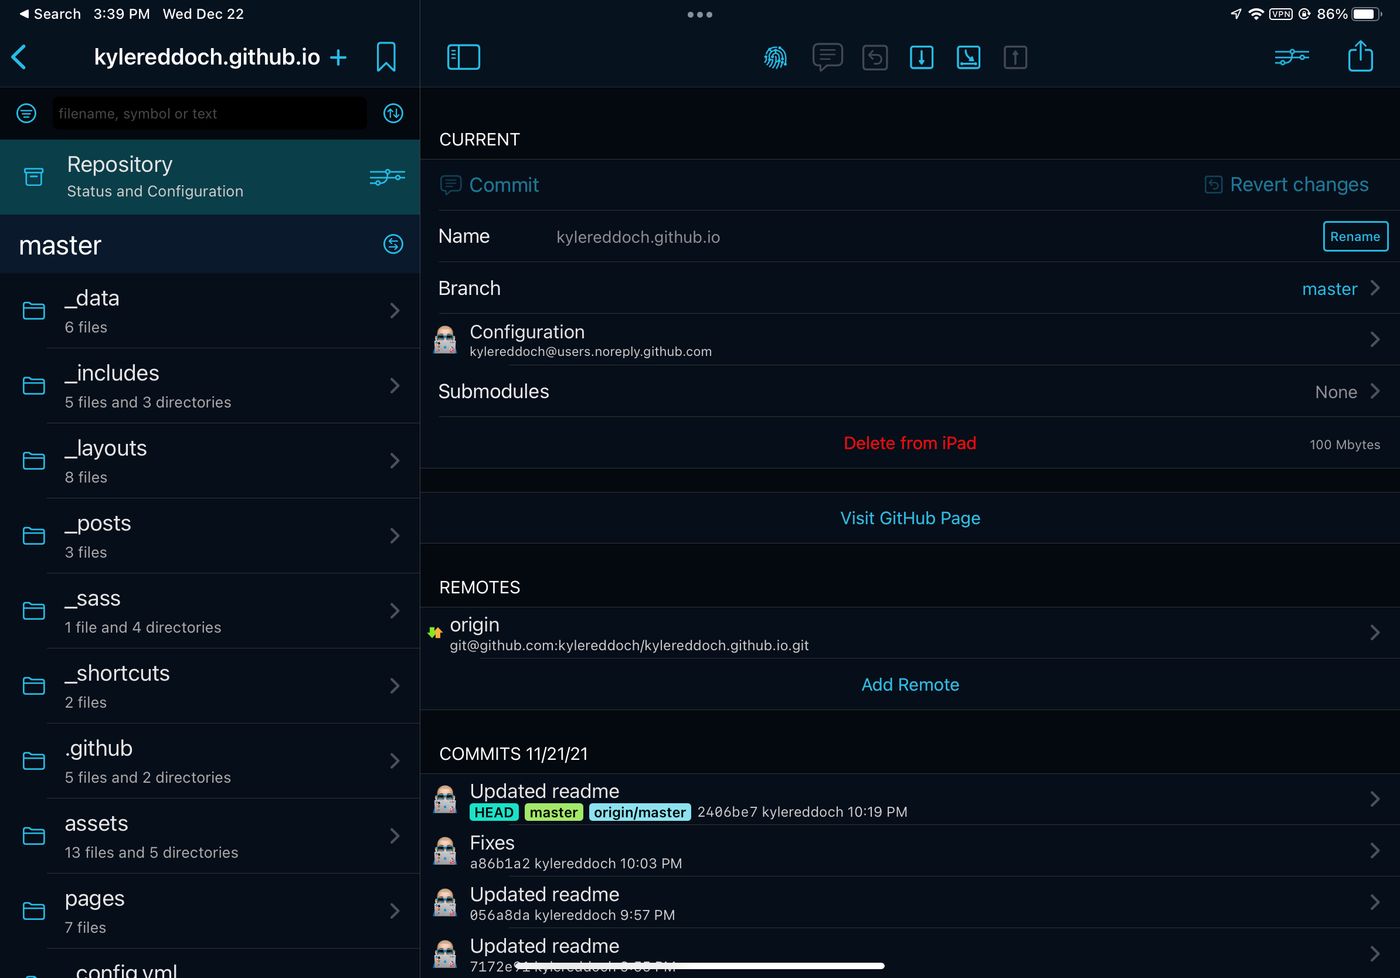 Search 3:39 PM Wed Dec 22
VPN 86%
kylereddoch.github.io
filename, symbol or text
Repository
Status and Configuration
master
_data
6 files
_includes
5 files and 3 directories
_layouts
8 files
_posts
3 files
_sass
1 file and 4 directories
_shortcuts
2 files
.github
5 files and 2 directories
assets
13 files and 5 directories
pages
7 files
_config.yml
CURRENT
Commit Revert changes
Name kylereddoch.github.io Rename
Branch master
Configuration
kylereddoch@users.noreply.github.com
Submodules None
Delete from iPad 100 Mbytes
Visit GitHub Page
REMOTES
origin
git@github.com:kylereddoch/kylereddoch.github.io.git
Add Remote
COMMITS 11/21/21
Updated readme
HEAD master origin/master 2406be7 kylereddoch 10:19 PM
Fixes
a86b1a2 kylereddoch 10:03 PM
Updated readme
056a8da kylereddoch 9:57 PM
Updated readme
kylereddoch